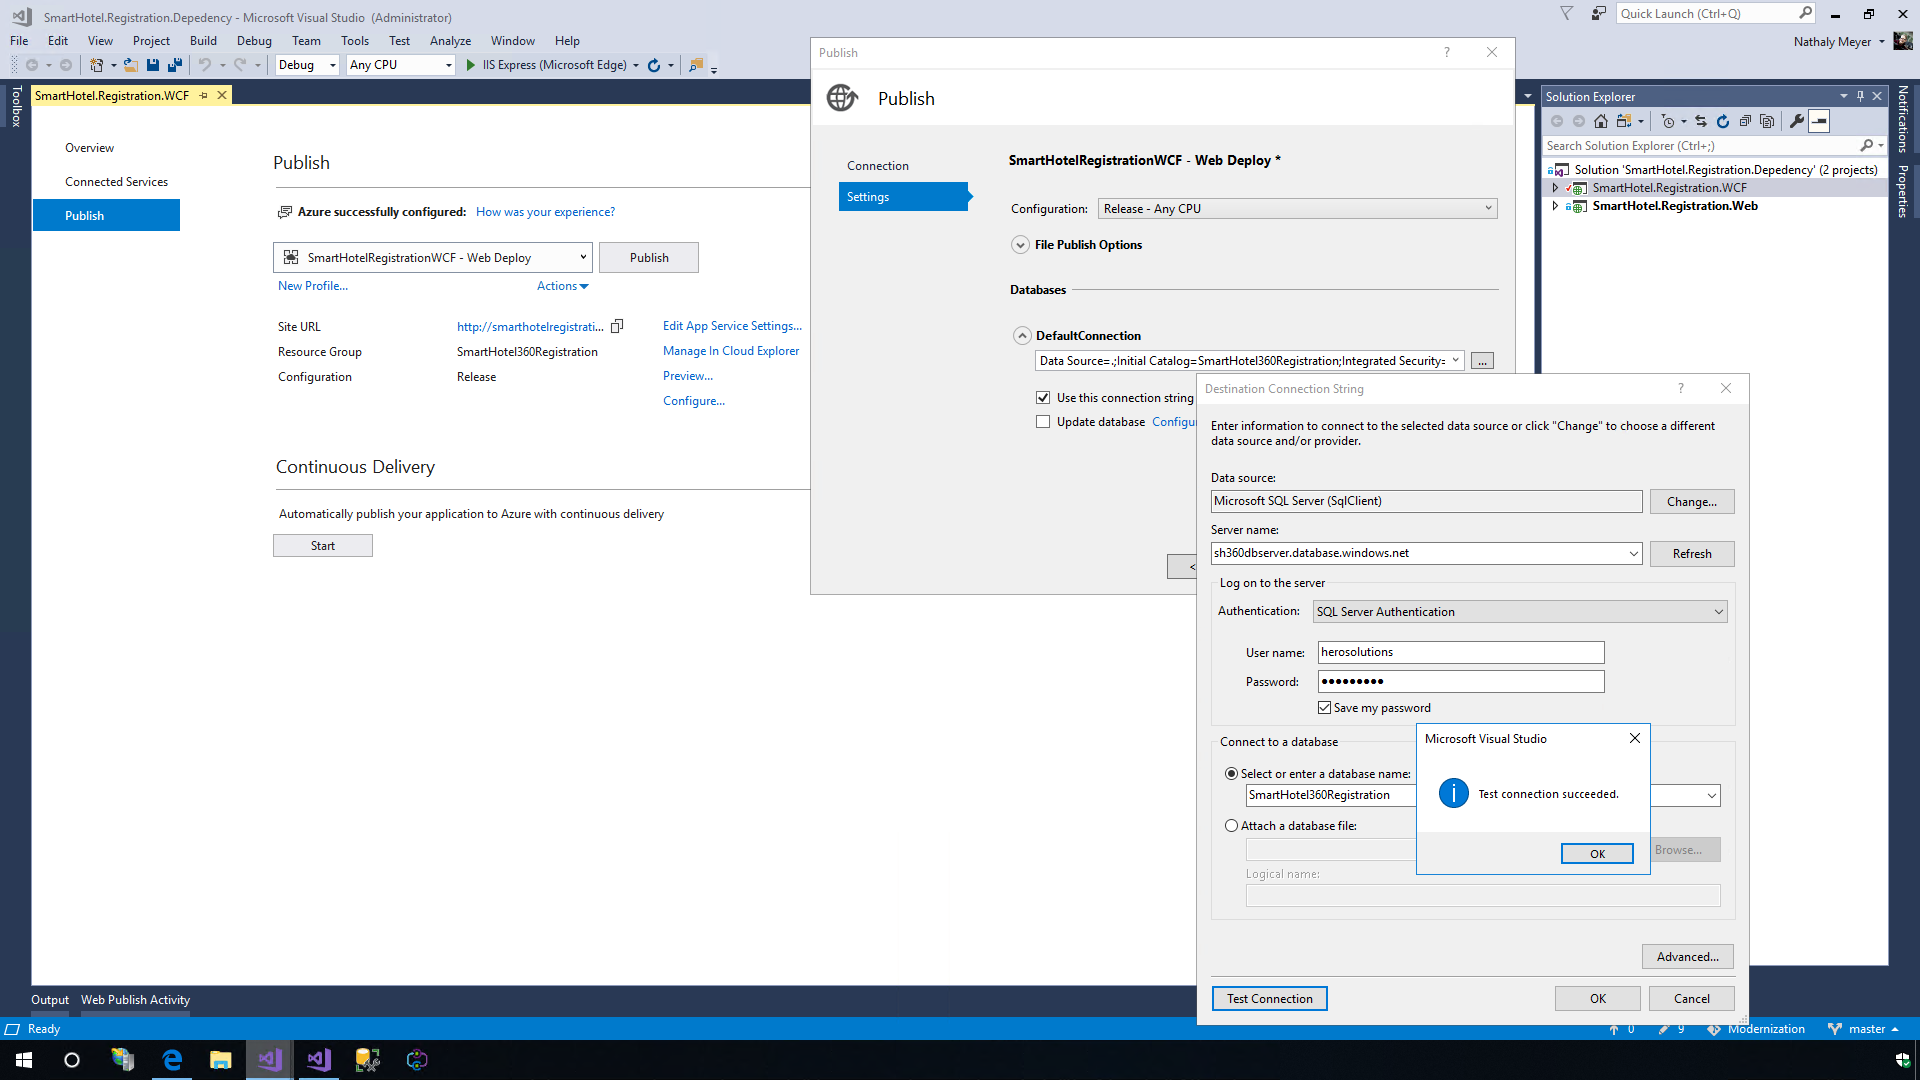 SmartHotel.Registration.Depedency - Microsoft Visual Studio (Administrator)
Quick Launch (Ctrl+Q)
File Edit View Project Build Debug Team Tools Test Analyze Window Help
Nathaly Meyer
Debug Any CPU IIS Express (Microsoft Edge)
Toolbox
SmartHotel.Registration.WCF
Overview
Connected Services
Publish
Publish
Azure successfully configured: How was your experience?
SmartHotelRegistrationWCF - Web Deploy Publish
New Profile... Actions
Site URL http://smarthotelregistrati... Edit App Service Settings...
Resource Group SmartHotel360Registration Manage In Cloud Explorer
Configuration Release Preview...
Configure...
Continuous Delivery
Automatically publish your application to Azure with continuous delivery
Start
Publish ?
Publish
Connection
Settings
SmartHotelRegistrationWCF - Web Deploy *
Configuration: Release - Any CPU
File Publish Options
Databases
DefaultConnection
Data Source=.;Initial Catalog=SmartHotel360Registration;Integrated Security= ...
Use this connection string
Update database Configu
<
Destination Connection String ?
Enter information to connect to the selected data source or click "Change" to choose a different
data source and/or provider.
Data source:
Microsoft SQL Server (SqlClient) Change...
Server name:
sh360dbserver.database.windows.net Refresh
Log on to the server
Authentication: SQL Server Authentication
User name: herosolutions
Password: •••••••••
Save my password
Connect to a database
Select or enter a database name:
SmartHotel360Registration
Attach a database file:
Browse...
Logical name:
Advanced...
Test Connection OK Cancel
Microsoft Visual Studio
Test connection succeeded.
OK
Solution Explorer
Search Solution Explorer (Ctrl+;)
Solution 'SmartHotel.Registration.Depedency' (2 projects)
SmartHotel.Registration.WCF
SmartHotel.Registration.Web
Notifications
Properties
Output Web Publish Activity
Ready 0 9 Modernization master